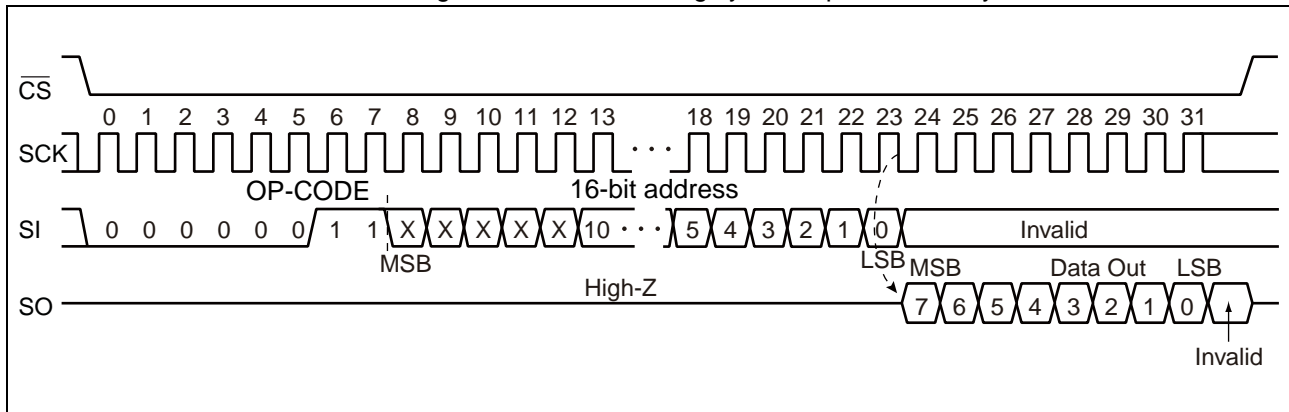 CS
0 1 2 3 4 5 6 7 8 9 10 11 12 13 18 19 20 21 22 23 24 25 26 27 28 29 30 31
SCK
OP-CODE 16-bit address
SI 0 0 0 0 0 0 1 1 X X X X X 10 5 4 3 2 1 0 Invalid
MSB LSB MSB Data Out LSB
High-Z
SO 7 6 5 4 3 2 1 0
Invalid